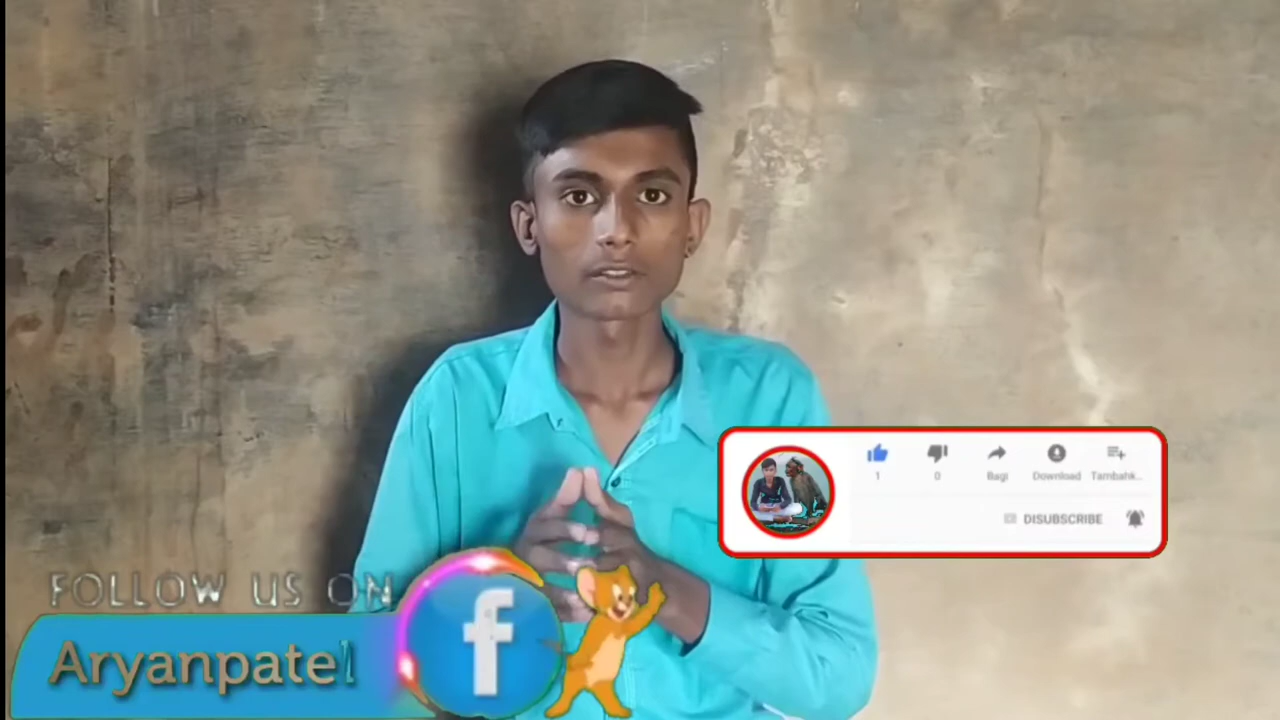 FOLLOW US ON
Aryanpatel
f
1 0 Bagi Download Tambahk..
DISUBSCRIBE